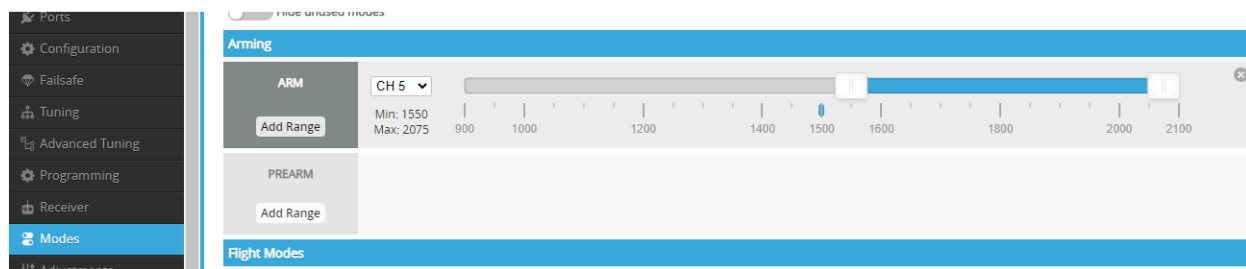 Ports
Configuration
Failsafe
Tuning
Advanced Tuning
Programming
Receiver
Modes
Adjustments
Hide unused modes
Arming
ARM
Add Range
CH 5
Min: 1550
Max: 2075
900 1000 1200 1400 1500 1600 1800 2000 2100
PREARM
Add Range
Flight Modes